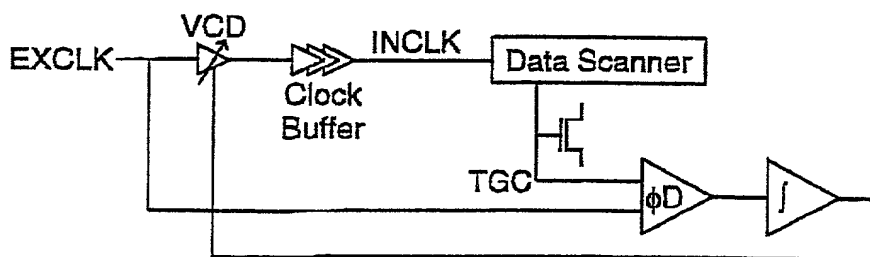 VCD
EXCLK
INCLK
Data Scanner
Clock
Buffer
TGC
ϕD
∫